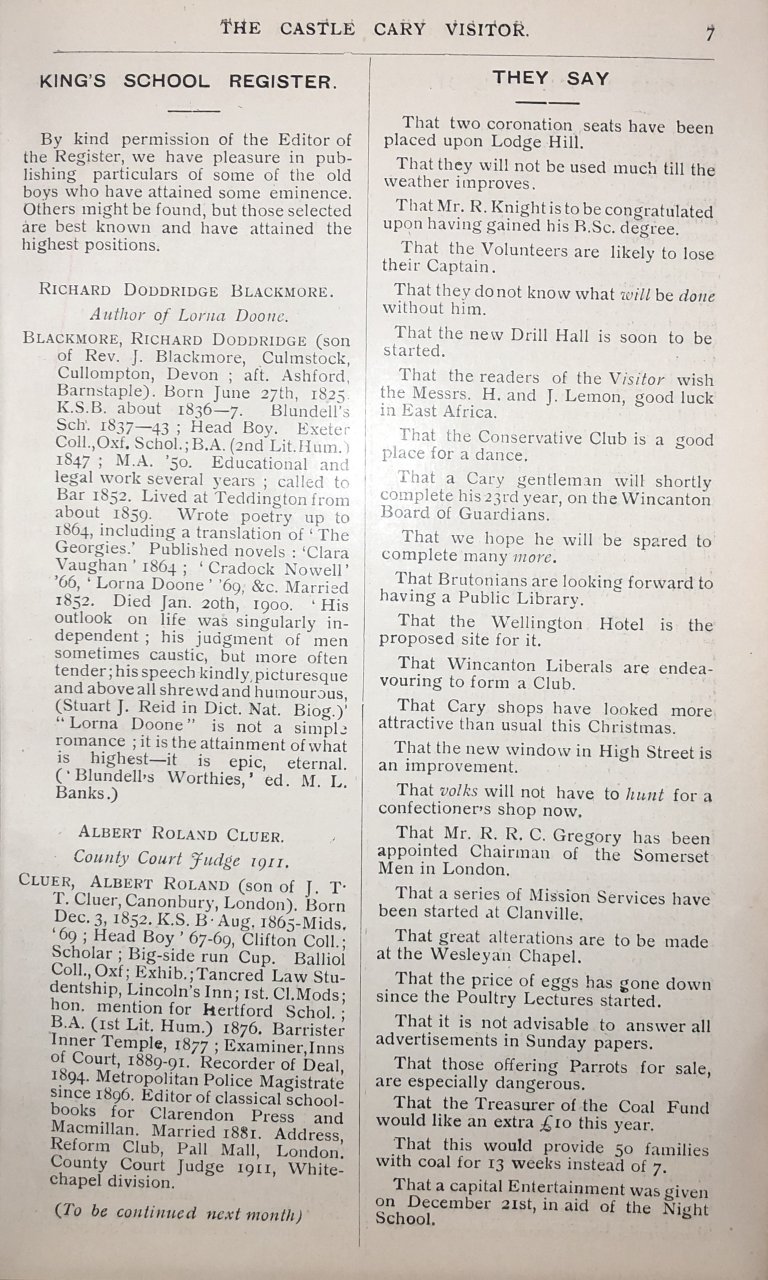 THE CASTLE CARY VISITOR. 7
KING'S SCHOOL REGISTER.
By kind permission of the Editor of
the Register, we have pleasure in pub-
lishing particulars of some of the old
boys who have attained some eminence.
Others might be found, but those selected
are best known and have attained the
highest positions.
RICHARD DODDRIDGE BLACKMORE.
Author of Lorna Doone.
BLACKMORE, RICHARD DODDRIDGE (son
of Rev. J. Blackmore, Culmstock,
Cullompton, Devon ; aft. Ashford,
Barnstaple). Born June 27th, 1825.
K.S.B. about 1836—7. Blundell's
Sch. 1837—43 ; Head Boy. Exeter
Coll.,Oxf. Schol.; B.A. (2nd Lit.Hum.)
1847 ; M.A. '50. Educational and
legal work several years ; called to
Bar 1852. Lived at Teddington from
about 1859. Wrote poetry up to
1864, including a translation of ‘ The
Georgies.’ Published novels : ‘Clara
Vaughan ’ 1864 ; ‘ Cradock Nowell ’
’66, ‘ Lorna Doone ’ ’69, &c. Married
1852. Died Jan. 20th, 1900. ‘ His
outlook on life was singularly in-
dependent ; his judgment of men
sometimes caustic, but more often
tender; his speech kindly, picturesque
and above all shrewd and humourous,
(Stuart J. Reid in Dict. Nat. Biog.)’
“ Lorna Doone ” is not a simple
romance ; it is the attainment of what
is highest—it is epic, eternal.
(‘ Blundell's Worthies,’ ed. M. L.
Banks.)
ALBERT ROLAND CLUER.
County Court Judge 1911.
CLUER, ALBERT ROLAND (son of J. T.
T. Cluer, Canonbury, London). Born
Dec. 3, 1852. K.S. B. Aug. 1865-Mids.
‘69 ; Head Boy ’ 67-69, Clifton Coll.;
Scholar ; Big-side run Cup. Balliol
Coll., Oxf; Exhib.; Tancred Law Stu-
dentship, Lincoln's Inn; 1st. Cl.Mods;
hon. mention for Hertford Schol. ;
B.A. (1st Lit. Hum.) 1876. Barrister
Inner Temple, 1877 ; Examiner, Inns
of Court, 1889-91. Recorder of Deal,
1894. Metropolitan Police Magistrate
since 1896. Editor of classical school-
books for Clarendon Press and
Macmillan. Married 1881. Address,
Reform Club, Pall Mall, London.
County Court Judge 1911, White-
chapel division.
(To be continued next month)
THEY SAY
That two coronation seats have been
placed upon Lodge Hill.
That they will not be used much till the
weather improves.
That Mr. R. Knight is to be congratulated
upon having gained his B.Sc. degree.
That the Volunteers are likely to lose
their Captain.
That they do not know what will be done
without him.
That the new Drill Hall is soon to be
started.
That the readers of the Visitor wish
the Messrs. H. and J. Lemon, good luck
in East Africa.
That the Conservative Club is a good
place for a dance.
That a Cary gentleman will shortly
complete his 23rd year, on the Wincanton
Board of Guardians.
That we hope he will be spared to
complete many more.
That Brutonians are looking forward to
having a Public Library.
That the Wellington Hotel is the
proposed site for it.
That Wincanton Liberals are endea-
vouring to form a Club.
That Cary shops have looked more
attractive than usual this Christmas.
That the new window in High Street is
an improvement.
That volks will not have to hunt for a
confectioner's shop now,
That Mr. R. R. C. Gregory has been
appointed Chairman of the Somerset
Men in London.
That a series of Mission Services have
been started at Clanville.
That great alterations are to be made
at the Wesleyan Chapel.
That the price of eggs has gone down
since the Poultry Lectures started.
That it is not advisable to answer all
advertisements in Sunday papers.
That those offering Parrots for sale,
are especially dangerous.
That the Treasurer of the Coal Fund
would like an extra £10 this year.
That this would provide 50 families
with coal for 13 weeks instead of 7.
That a capital Entertainment was given
on December 21st, in aid of the Night
School.